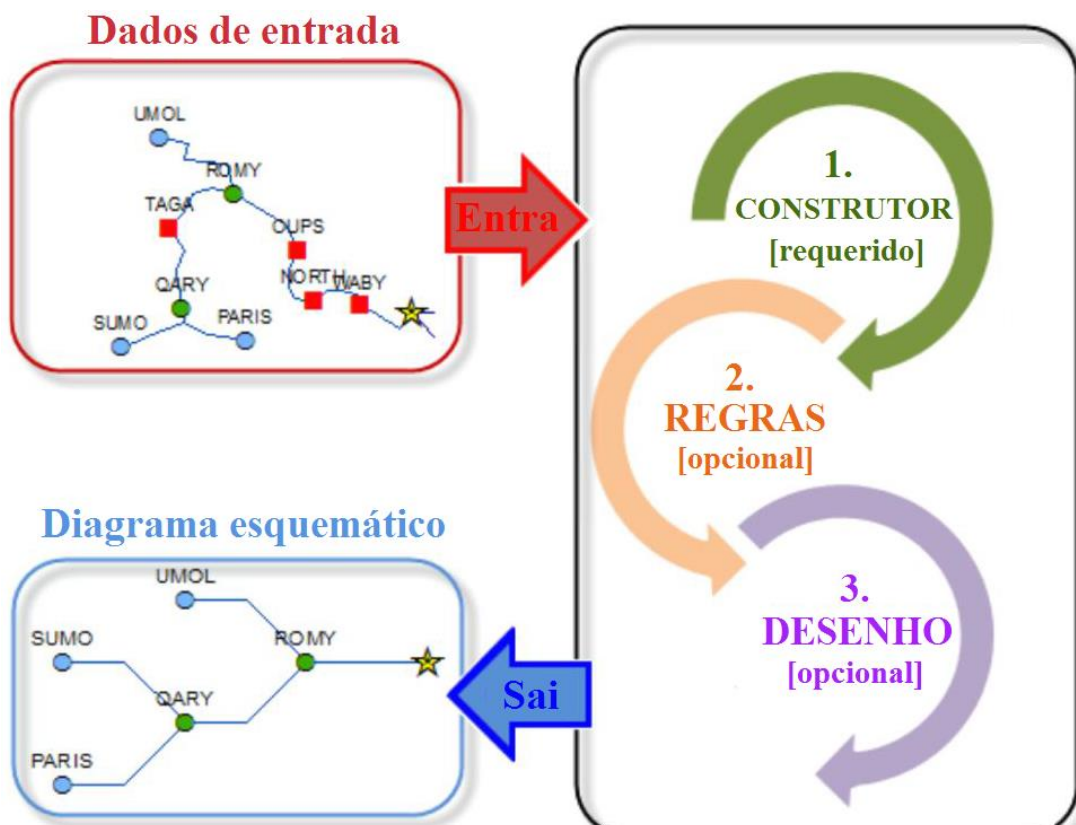 Dados de entrada
UMOL
ROMY
TAGA
OUPS
QARY
NORTH
WABY
SUMO
PARIS
Entra
1.
CONSTRUTOR
[requerido]
2.
REGRAS
[opcional]
3.
DESENHO
[opcional]
Diagrama esquemático
UMOL
SUMO
ROMY
QARY
PARIS
Sai